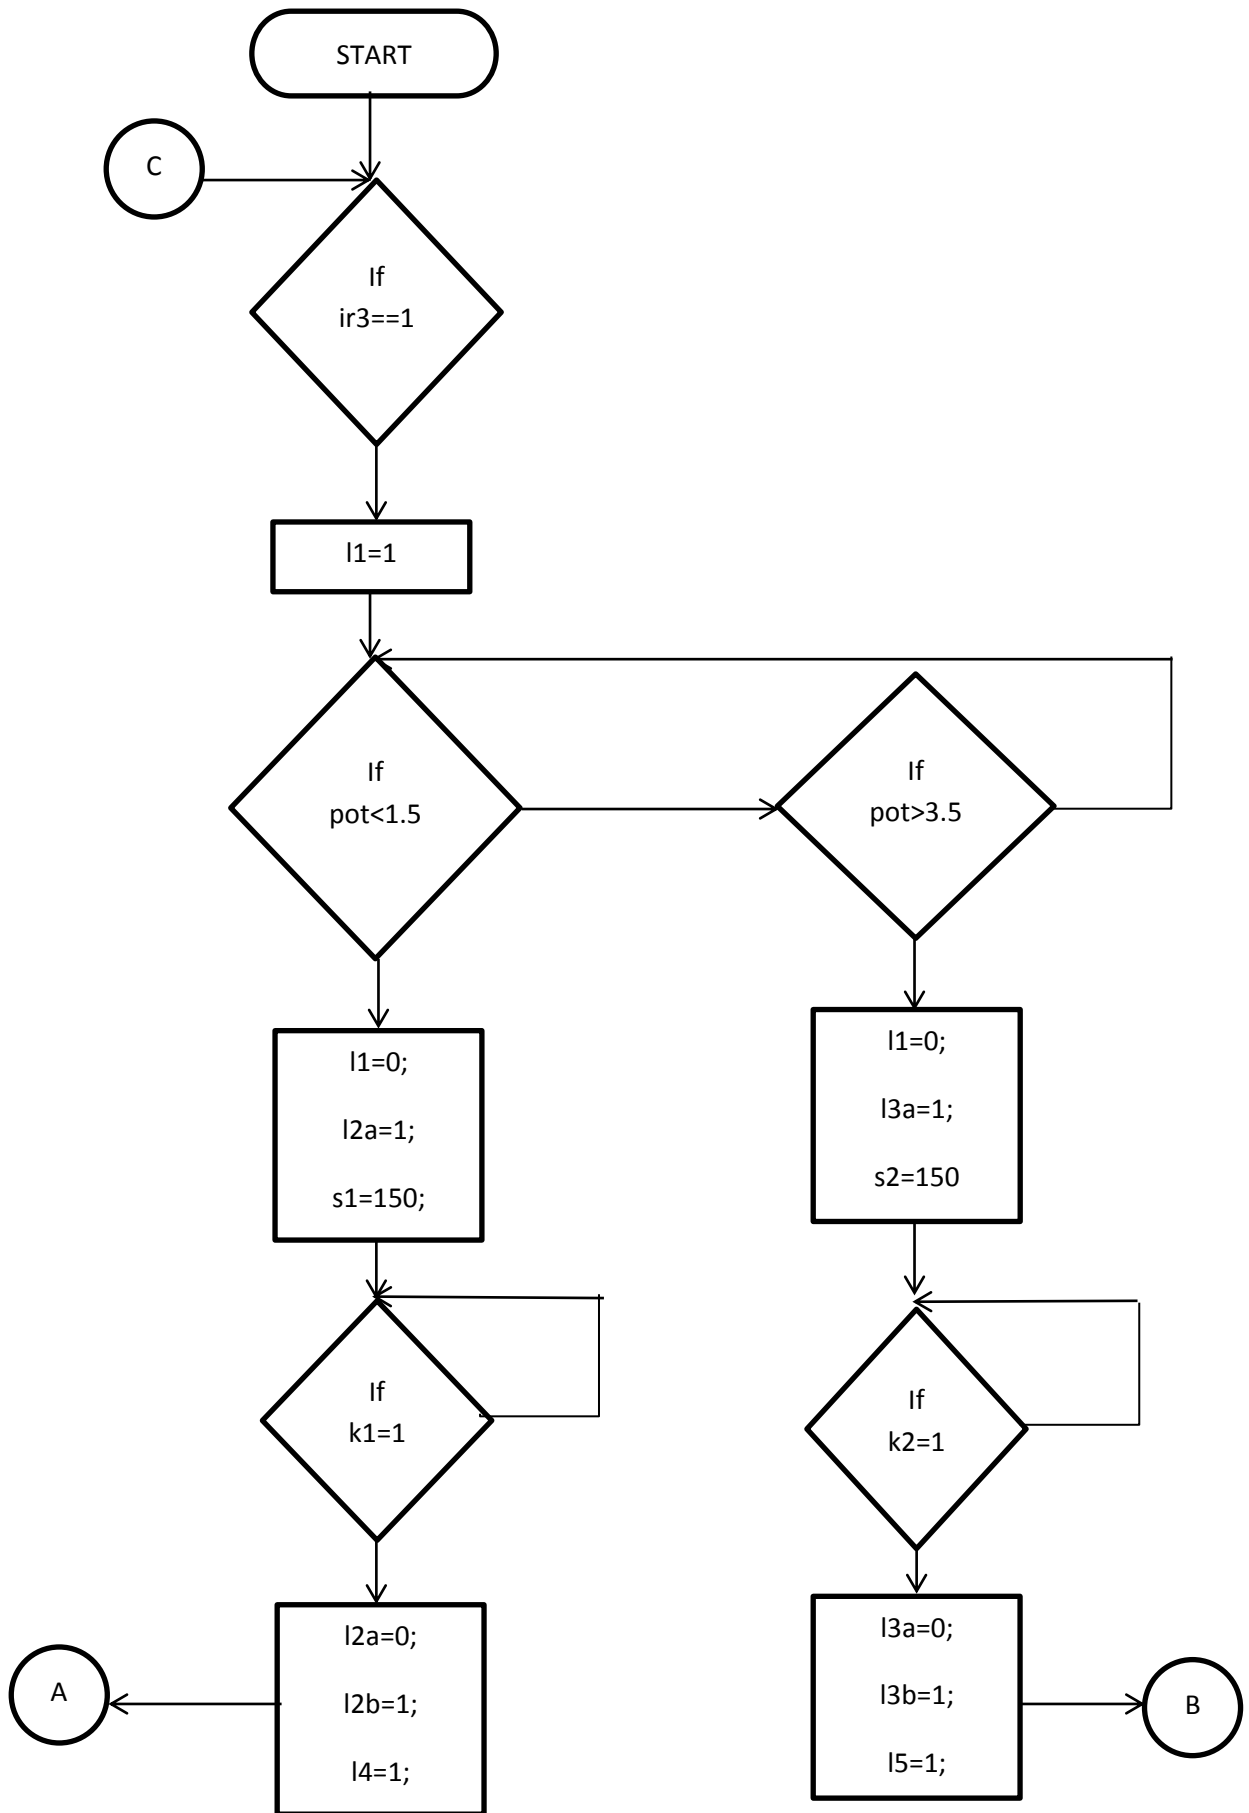 START
C
If
ir3==1
l1=1
If
pot<1.5
If
pot>3.5
l1=0;
l2a=1;
s1=150;
l1=0;
l3a=1;
s2=150
If
k1=1
If
k2=1
l2a=0;
l2b=1;
l4=1;
A
l3a=0;
l3b=1;
l5=1;
B